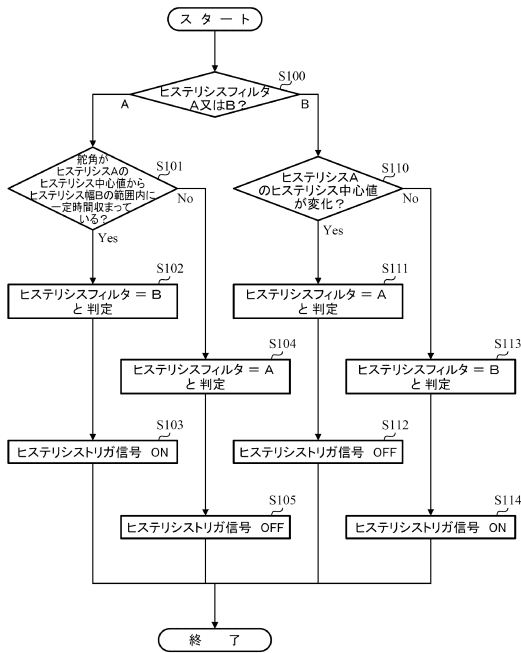 スタート
S100
ヒステリシスフィルタ
A又はB？
A
B
S101
舵角が
ヒステリシスAの
ヒステリシス中心値から
ヒステリシス幅Bの範囲内に
一定時間収まって
いる？
No
Yes
S110
ヒステリシスA
のヒステリシス中心値
が変化？
No
Yes
S102
ヒステリシスフィルタ＝B
と判定
S111
ヒステリシスフィルタ＝A
と判定
S104
ヒステリシスフィルタ＝A
と判定
S113
ヒステリシスフィルタ＝B
と判定
S103
ヒステリシストリガ信号 ON
S112
ヒステリシストリガ信号 OFF
S105
ヒステリシストリガ信号 OFF
S114
ヒステリシストリガ信号 ON
終 了